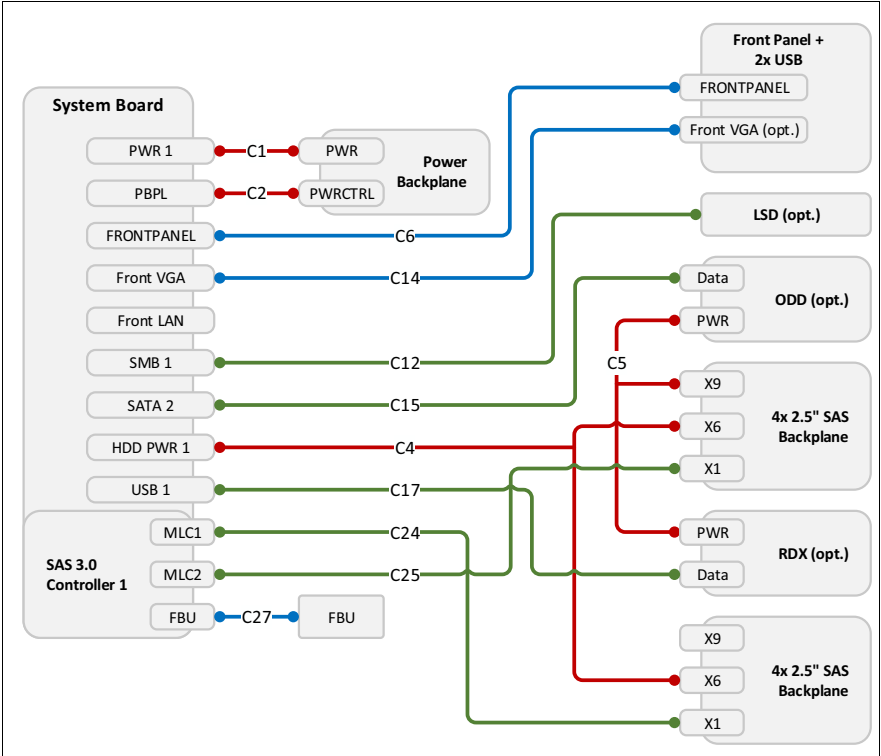 Front Panel +
2x USB
FRONTPANEL
Front VGA (opt.)
System Board
PWR 1
C1
PWR
Power
Backplane
PBPL
C2
PWRCTRL
FRONTPANEL
C6
LSD (opt.)
Front VGA
C14
Data
ODD (opt.)
PWR
Front LAN
SMB 1
C12
C5
X9
4x 2.5" SAS
Backplane
X6
X1
SATA 2
C15
HDD PWR 1
C4
USB 1
C17
SAS 3.0
Controller 1
MLC1
C24
PWR
RDX (opt.)
Data
MLC2
C25
FBU
C27
FBU
X9
4x 2.5" SAS
Backplane
X6
X1